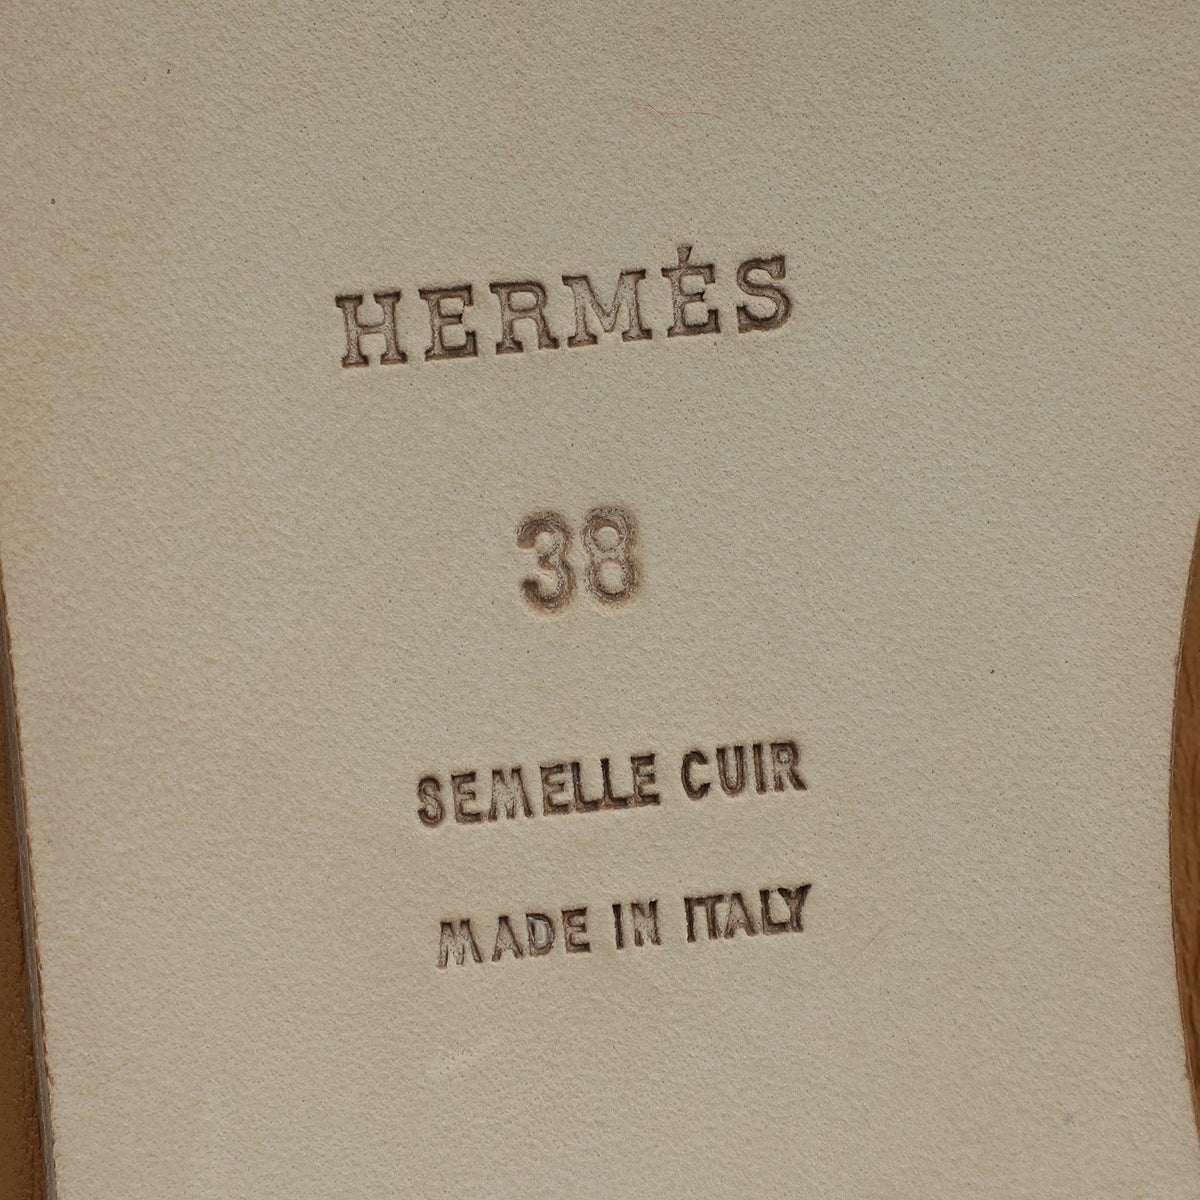 HERMÉS
38
SEMELLE CUIR
MADE IN ITALY